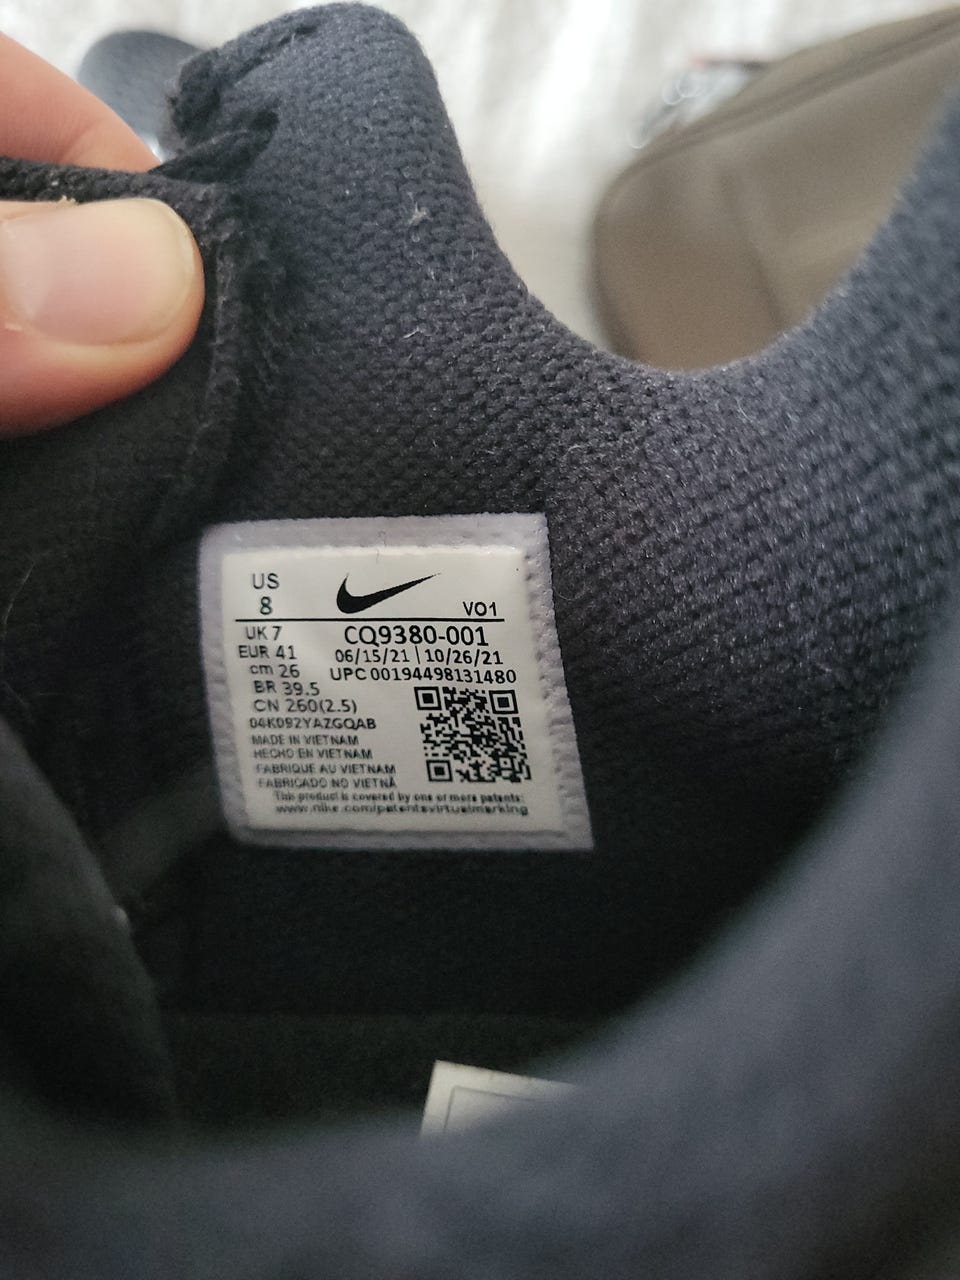 US
8
VO1
UK 7
CQ9380-001
EUR 41
06/15/21 | 10/26/21
cm 26
UPC 00194498131480
BR 39.5
CN 260(2.5)
04K092YAZGQAB
MADE IN VIETNAM
HECHO EN VIETNAM
FABRIQUE AU VIETNAM
FABRICADO NO VIETNÃ
This product is covered by one or more patents:
www.nike.com/patentsvirtualmarking